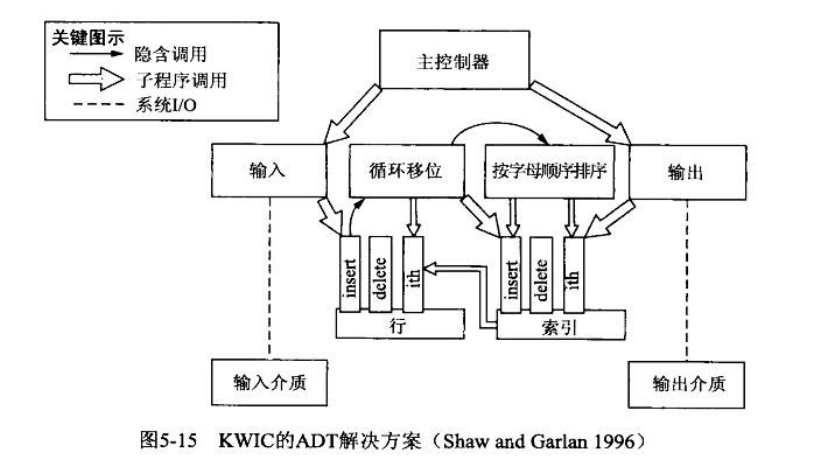 关键图示
隐含调用
子程序调用
系统I/O
主控制器
输入
循环移位
按字母顺序排序
输出
insert
delete
ith
insert
delete
ith
行
索引
输入介质
输出介质
图5-15 KWIC的ADT解决方案（Shaw and Garlan 1996）